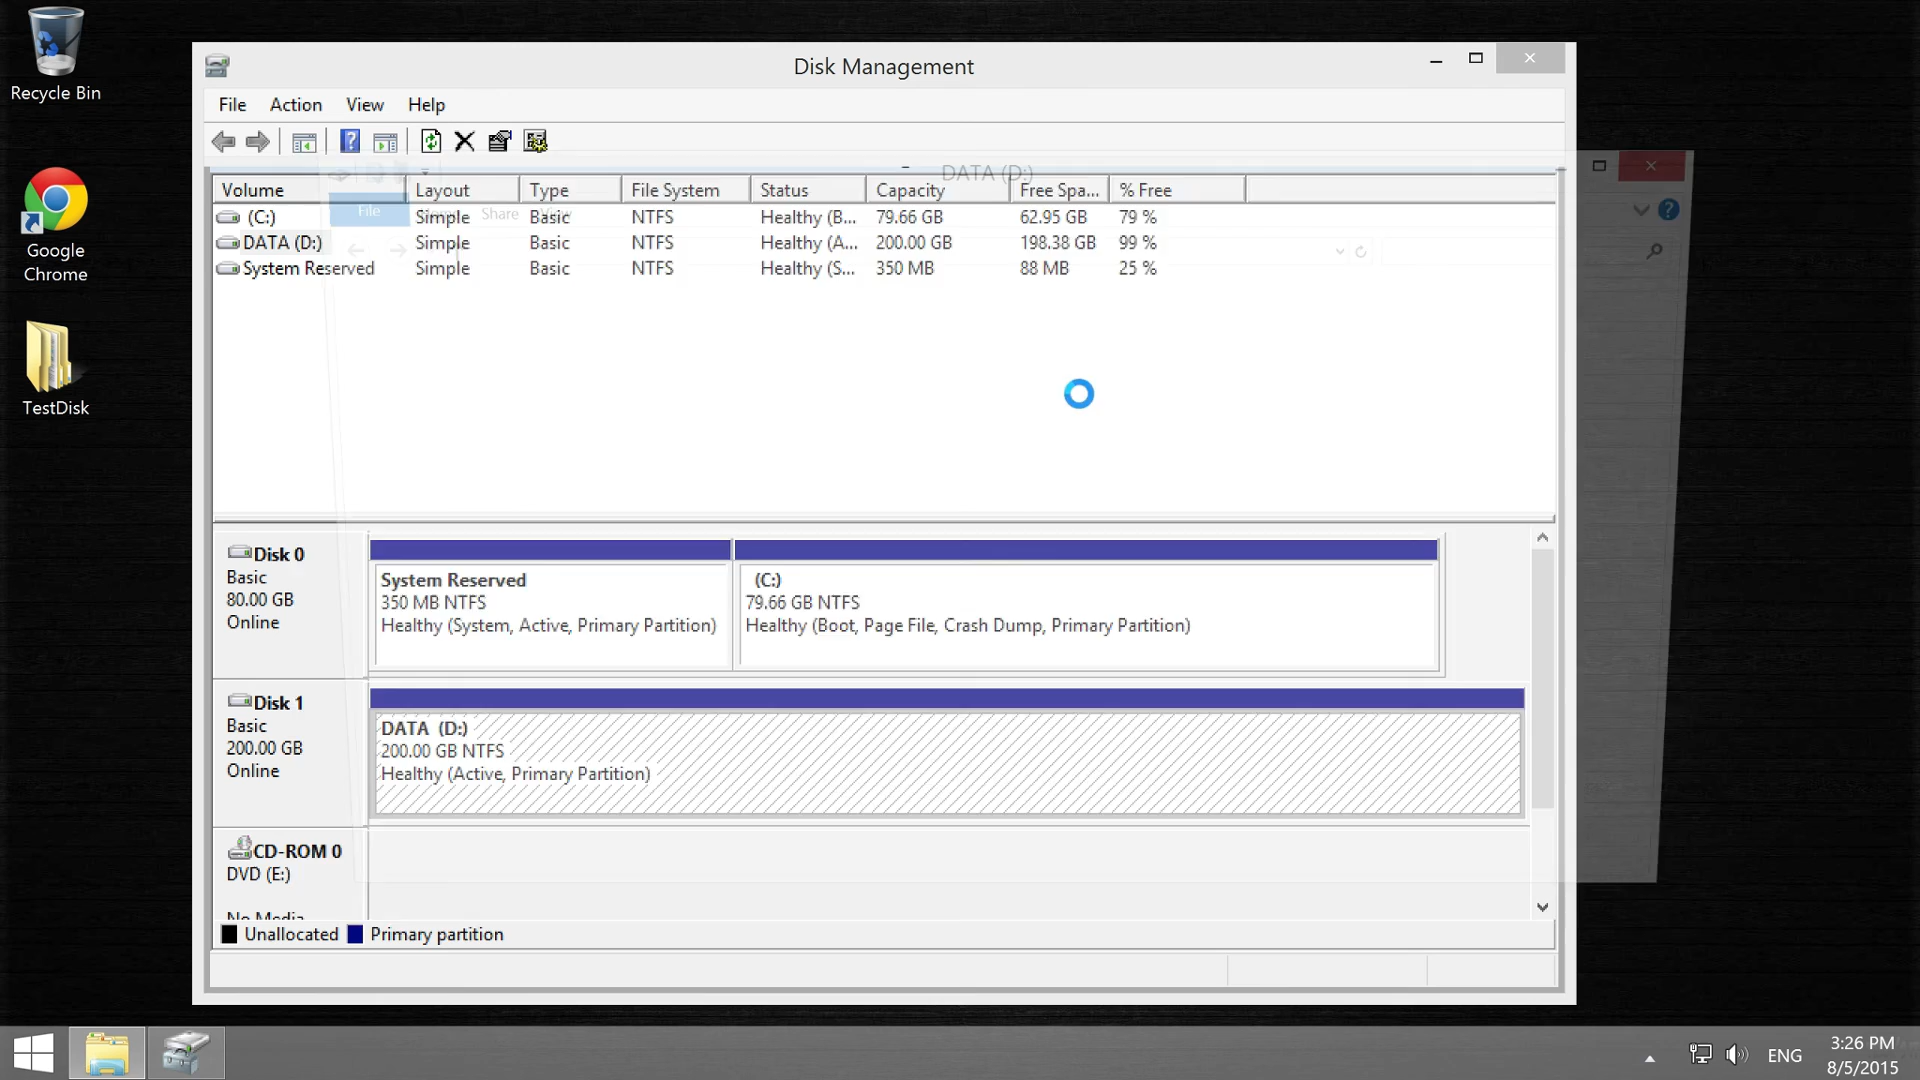 Recycle Bin
Google
Chrome
TestDisk
Disk Management
File Action View Help
DATA (D:)
File Share
Volume Layout Type File System Status Capacity Free Spa... % Free
(C:) Simple Basic NTFS Healthy (B... 79.66 GB 62.95 GB 79 %
DATA (D:) Simple Basic NTFS Healthy (A... 200.00 GB 198.38 GB 99 %
System Reserved Simple Basic NTFS Healthy (S... 350 MB 88 MB 25 %
Disk 0
Basic
80.00 GB
Online
System Reserved
350 MB NTFS
Healthy (System, Active, Primary Partition)
(C:)
79.66 GB NTFS
Healthy (Boot, Page File, Crash Dump, Primary Partition)
Disk 1
Basic
200.00 GB
Online
DATA (D:)
200.00 GB NTFS
Healthy (Active, Primary Partition)
CD-ROM 0
DVD (E:)
No Media
Unallocated Primary partition
ENG
3:26 PM
8/5/2015